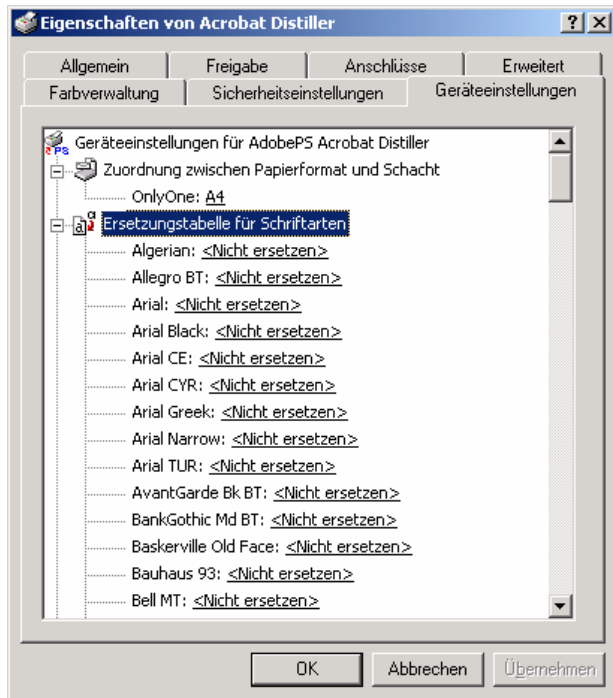 Eigenschaften von Acrobat Distiller
Allgemein Freigabe Anschlüsse Erweitert
Farbverwaltung Sicherheitseinstellungen Geräteeinstellungen
Geräteeinstellungen für AdobePS Acrobat Distiller
Zuordnung zwischen Papierformat und Schacht
OnlyOne: A4
Ersetzungstabelle für Schriftarten
Algerian: <Nicht ersetzen>
Allegro BT: <Nicht ersetzen>
Arial: <Nicht ersetzen>
Arial Black: <Nicht ersetzen>
Arial CE: <Nicht ersetzen>
Arial CYR: <Nicht ersetzen>
Arial Greek: <Nicht ersetzen>
Arial Narrow: <Nicht ersetzen>
Arial TUR: <Nicht ersetzen>
AvantGarde Bk BT: <Nicht ersetzen>
BankGothic Md BT: <Nicht ersetzen>
Baskerville Old Face: <Nicht ersetzen>
Bauhaus 93: <Nicht ersetzen>
Bell MT: <Nicht ersetzen>
OK Abbrechen Übernehmen